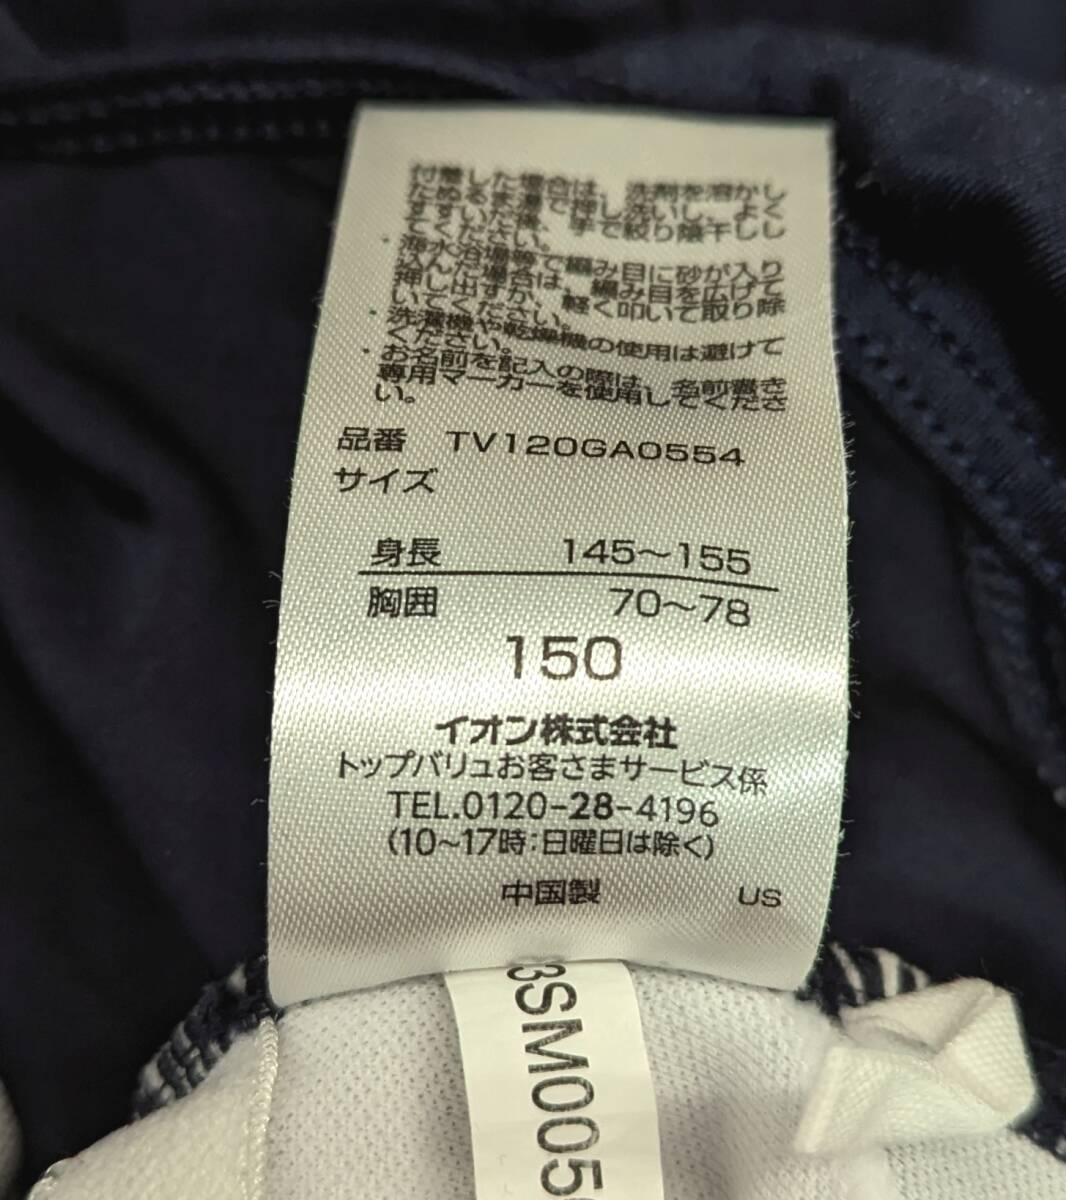 付着した場合は、洗剤を溶かし
たぬるま湯で押し洗いし、よく
すすいだ後、手で絞り陰干しし
てください。
・海水浴場等で編み目に砂が入り
込んだ場合は、編み目を広げて
押し出すか、軽く叩いて取り除
いてください。
・洗濯機や乾燥機の使用は避けて
ください。
・お名前を記入の際は、名前書き
専用マーカーを使用してくださ
い。
品番 TV120GA0554
サイズ
身長 145～155
胸囲 70～78
150
イオン株式会社
トップバリュお客さまサービス係
TEL.0120-28-4196
(10～17時:日曜日は除く)
中国製 US
3SM005